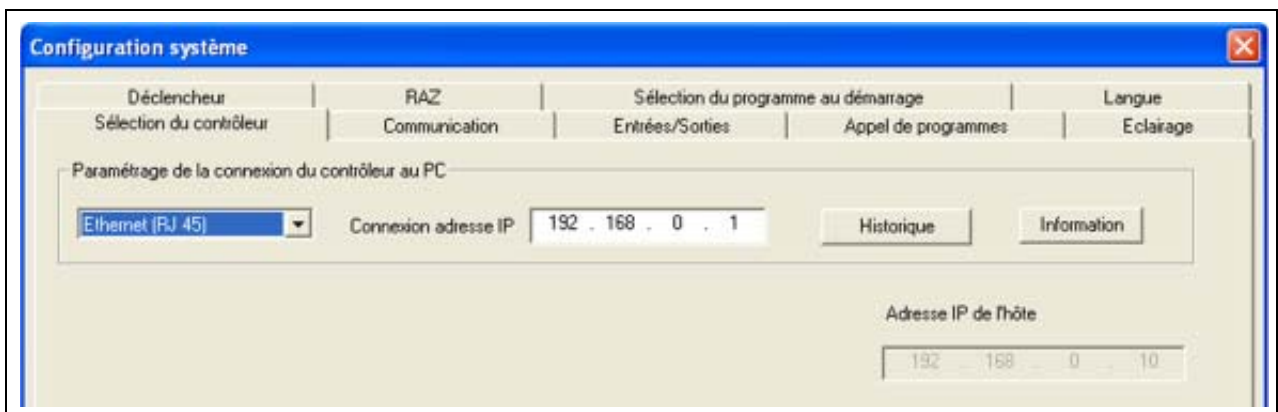 Configuration système
Déclencheur RAZ Sélection du programme au démarrage Langue
Sélection du contrôleur Communication Entrées/Sorties Appel de programmes Eclairage
Paramétrage de la connexion du contrôleur au PC
Ethernet (RJ 45) Connexion adresse IP 192 . 168 . 0 . 1 Historique Information
Adresse IP de l'hôte
192 . 168 . 0 . 10